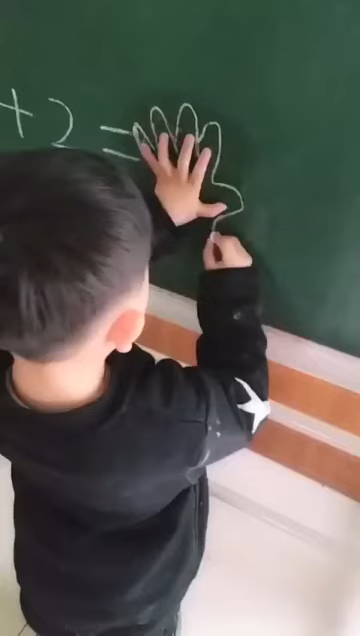 + 2 =